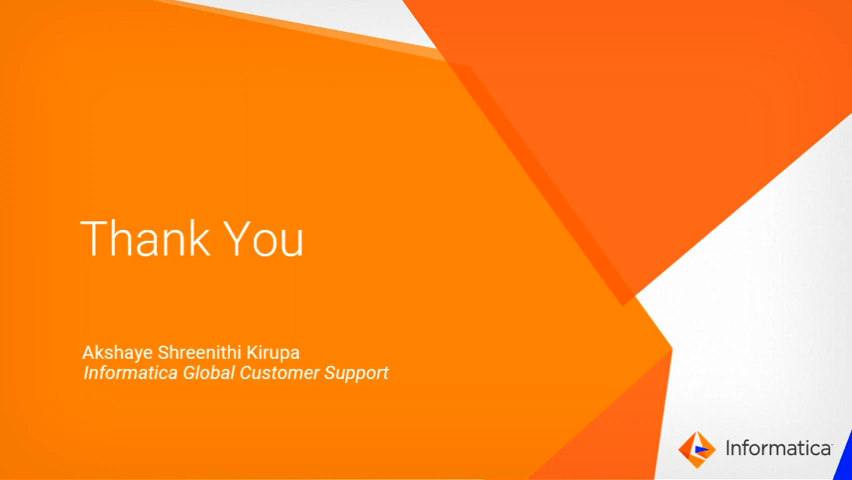 Thank You
Akshaye Shreenithi Kirupa
Informatica Global Customer Support
Informatica